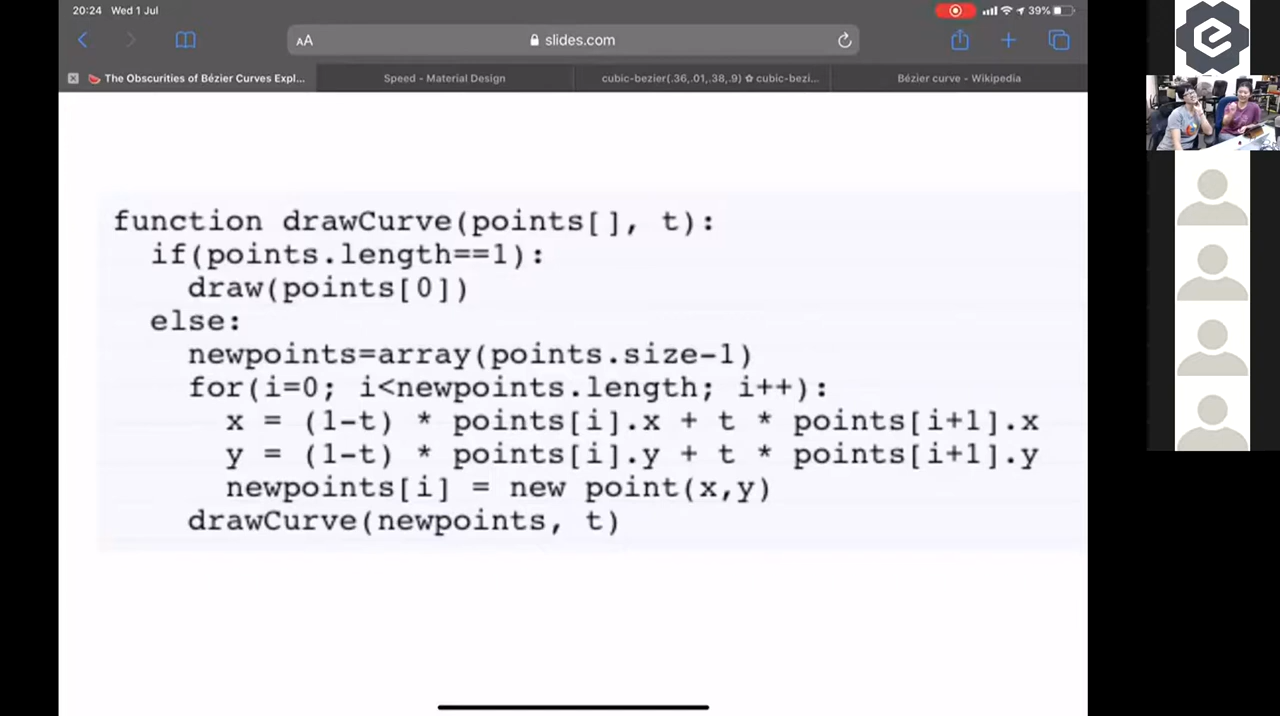 20:24 Wed 1 Jul
39%
AA
slides.com
🍉 The Obscurities of Bézier Curves Expl...
Speed - Material Design
cubic-bezier(.36,.01,.38,.9) ✿ cubic-bezi...
Bézier curve - Wikipedia
function drawCurve(points[], t):
if(points.length==1):
draw(points[0])
else:
newpoints=array(points.size-1)
for(i=0; i<newpoints.length; i++):
x = (1-t) * points[i].x + t * points[i+1].x
y = (1-t) * points[i].y + t * points[i+1].y
newpoints[i] = new point(x,y)
drawCurve(newpoints, t)